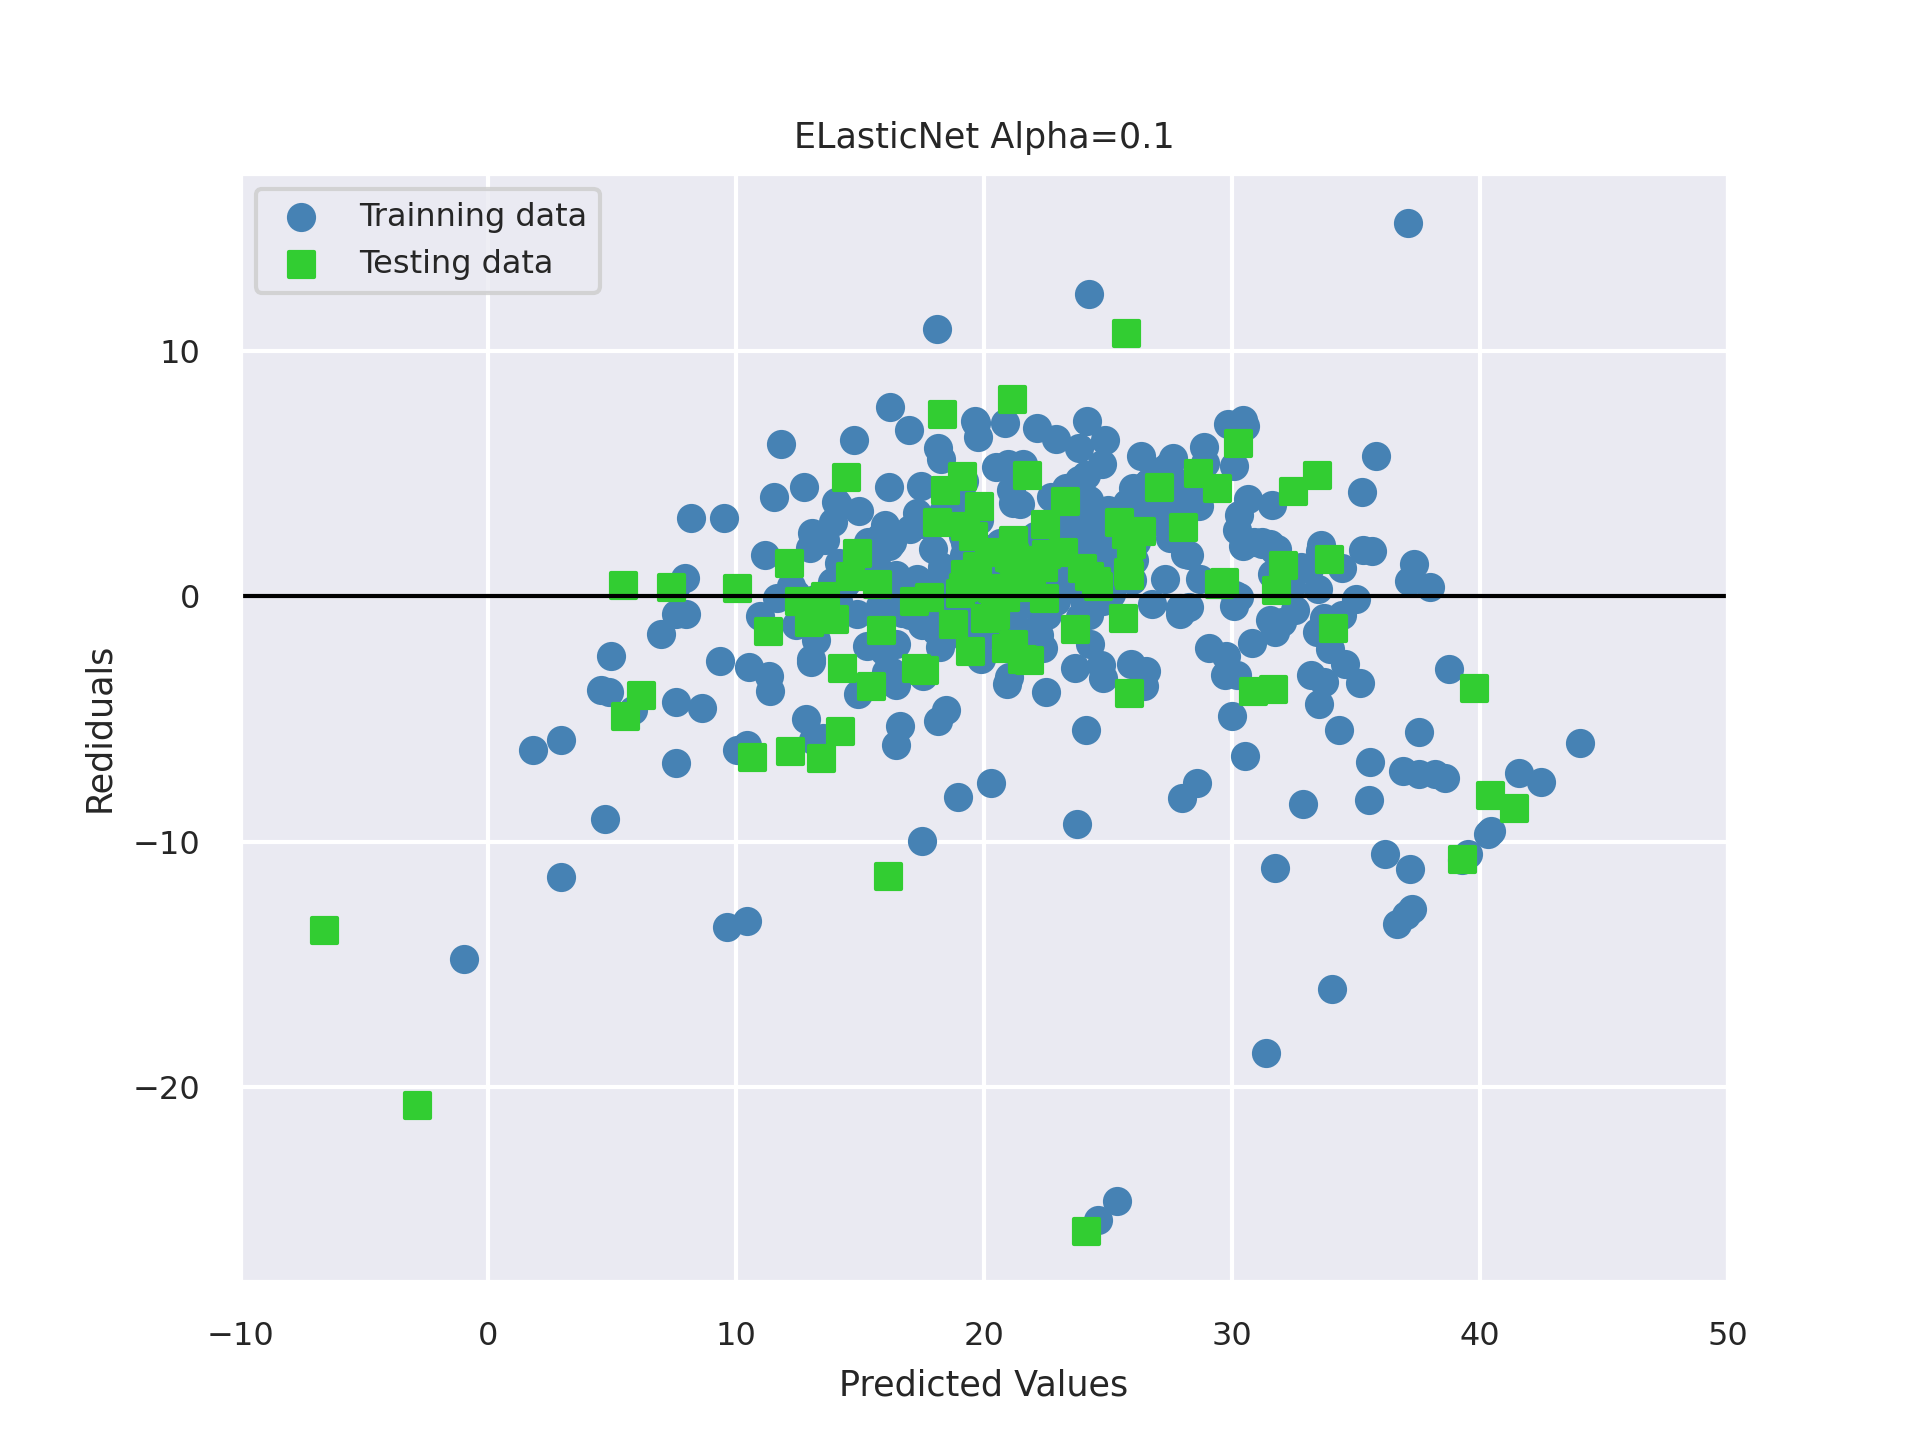 ELasticNet Alpha=0.1
Trainning data
Testing data
10
0
−10
−20
Rediduals
−10 0 10 20 30 40 50
Predicted Values